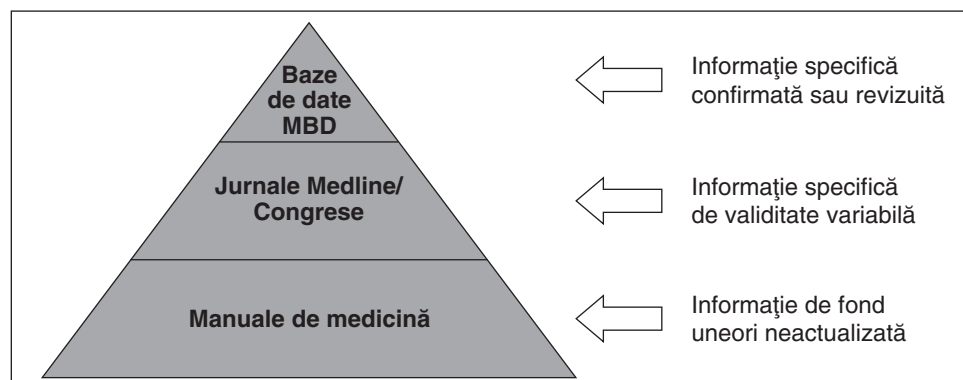 Baze
de date
MBD
Informaţie specifică
confirmată sau revizuită
Jurnale Medline/
Congrese
Informaţie specifică
de validitate variabilă
Manuale de medicină
Informaţie de fond
uneori neactualizată